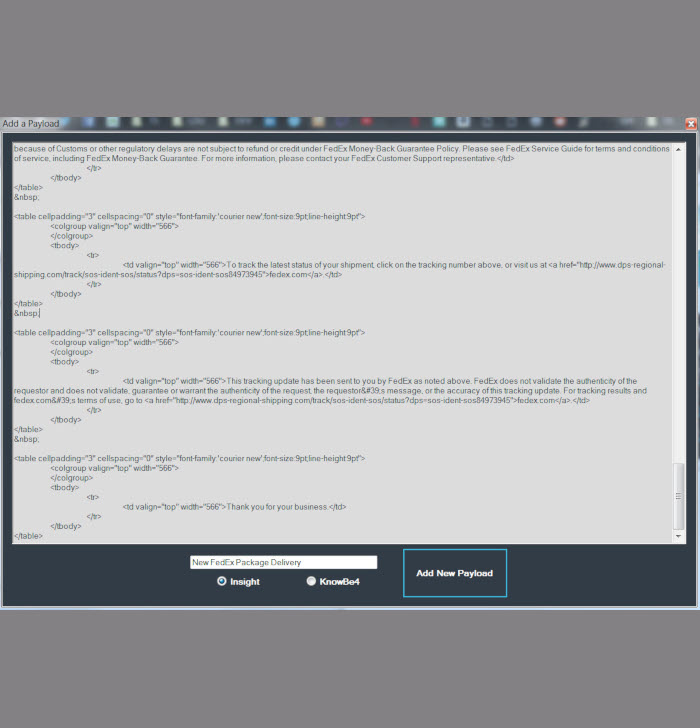 Add a Payload
because of Customs or other regulatory delays are not subject to refund or credit under FedEx Money-Back Guarantee Policy. Please see FedEx Service Guide for terms and conditions
of service, including FedEx Money-Back Guarantee. For more information, please contact your FedEx Customer Support representative.</td>
</tr>
</tbody>
</table>
&nbsp;
<table cellpadding="3" cellspacing="0" style="font-family:'courier new';font-size:9pt;line-height:9pt">
<colgroup valign="top" width="566">
</colgroup>
<tbody>
<tr>
<td valign="top" width="566">To track the latest status of your shipment, click on the tracking number above, or visit us at <a href="http://www.dps-regional-
shipping.com/track/sos-ident-sos/status?dps=sos-ident-sos84973945">fedex.com</a>.</td>
</tr>
</tbody>
</table>
&nbsp;
<table cellpadding="3" cellspacing="0" style="font-family:'courier new';font-size:9pt;line-height:9pt">
<colgroup valign="top" width="566">
</colgroup>
<tbody>
<tr>
<td valign="top" width="566">This tracking update has been sent to you by FedEx as noted above. FedEx does not validate the authenticity of the
requestor and does not validate, guarantee or warrant the authenticity of the request, the requestor&#39;s message, or the accuracy of this tracking update. For tracking results and
fedex.com&#39;s terms of use, go to <a href="http://www.dps-regional-shipping.com/track/sos-ident-sos/status?dps=sos-ident-sos84973945">fedex.com</a>.</td>
</tr>
</tbody>
</table>
&nbsp;
<table cellpadding="3" cellspacing="0" style="font-family:'courier new';font-size:9pt;line-height:9pt">
<colgroup valign="top" width="566">
</colgroup>
<tbody>
<tr>
<td valign="top" width="566">Thank you for your business.</td>
</tr>
</tbody>
</table>
New FedEx Package Delivery
Insight
KnowBe4
Add New Payload